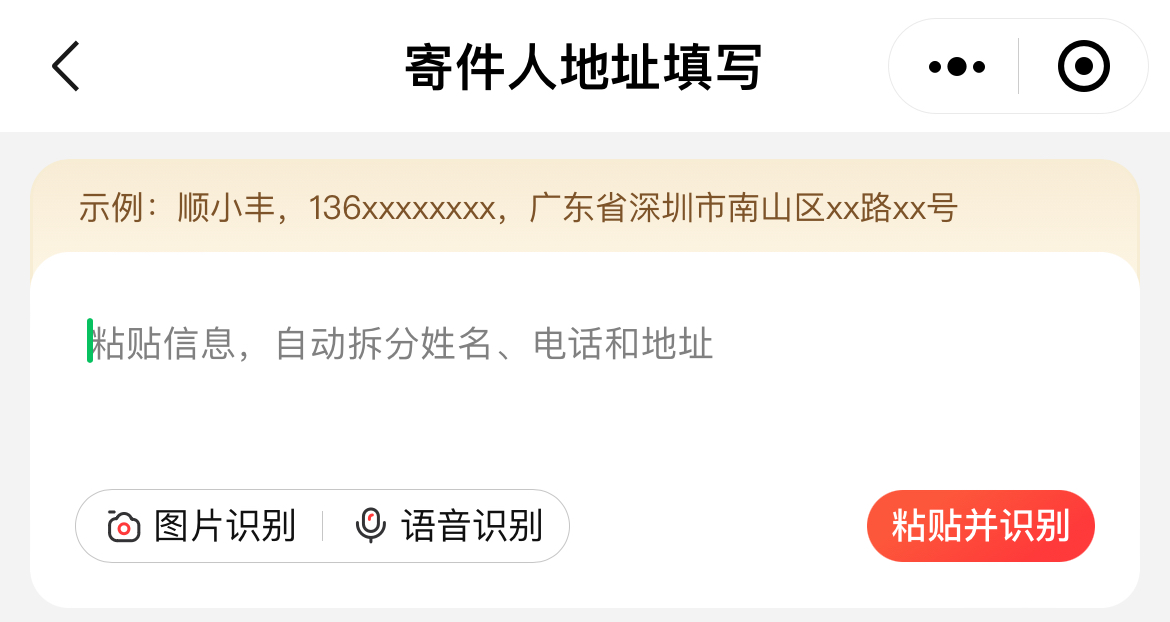 寄件人地址填写
示例：顺小丰，136xxxxxxxx，广东省深圳市南山区xx路xx号
粘贴信息，自动拆分姓名、电话和地址
图片识别
语音识别
粘贴并识别